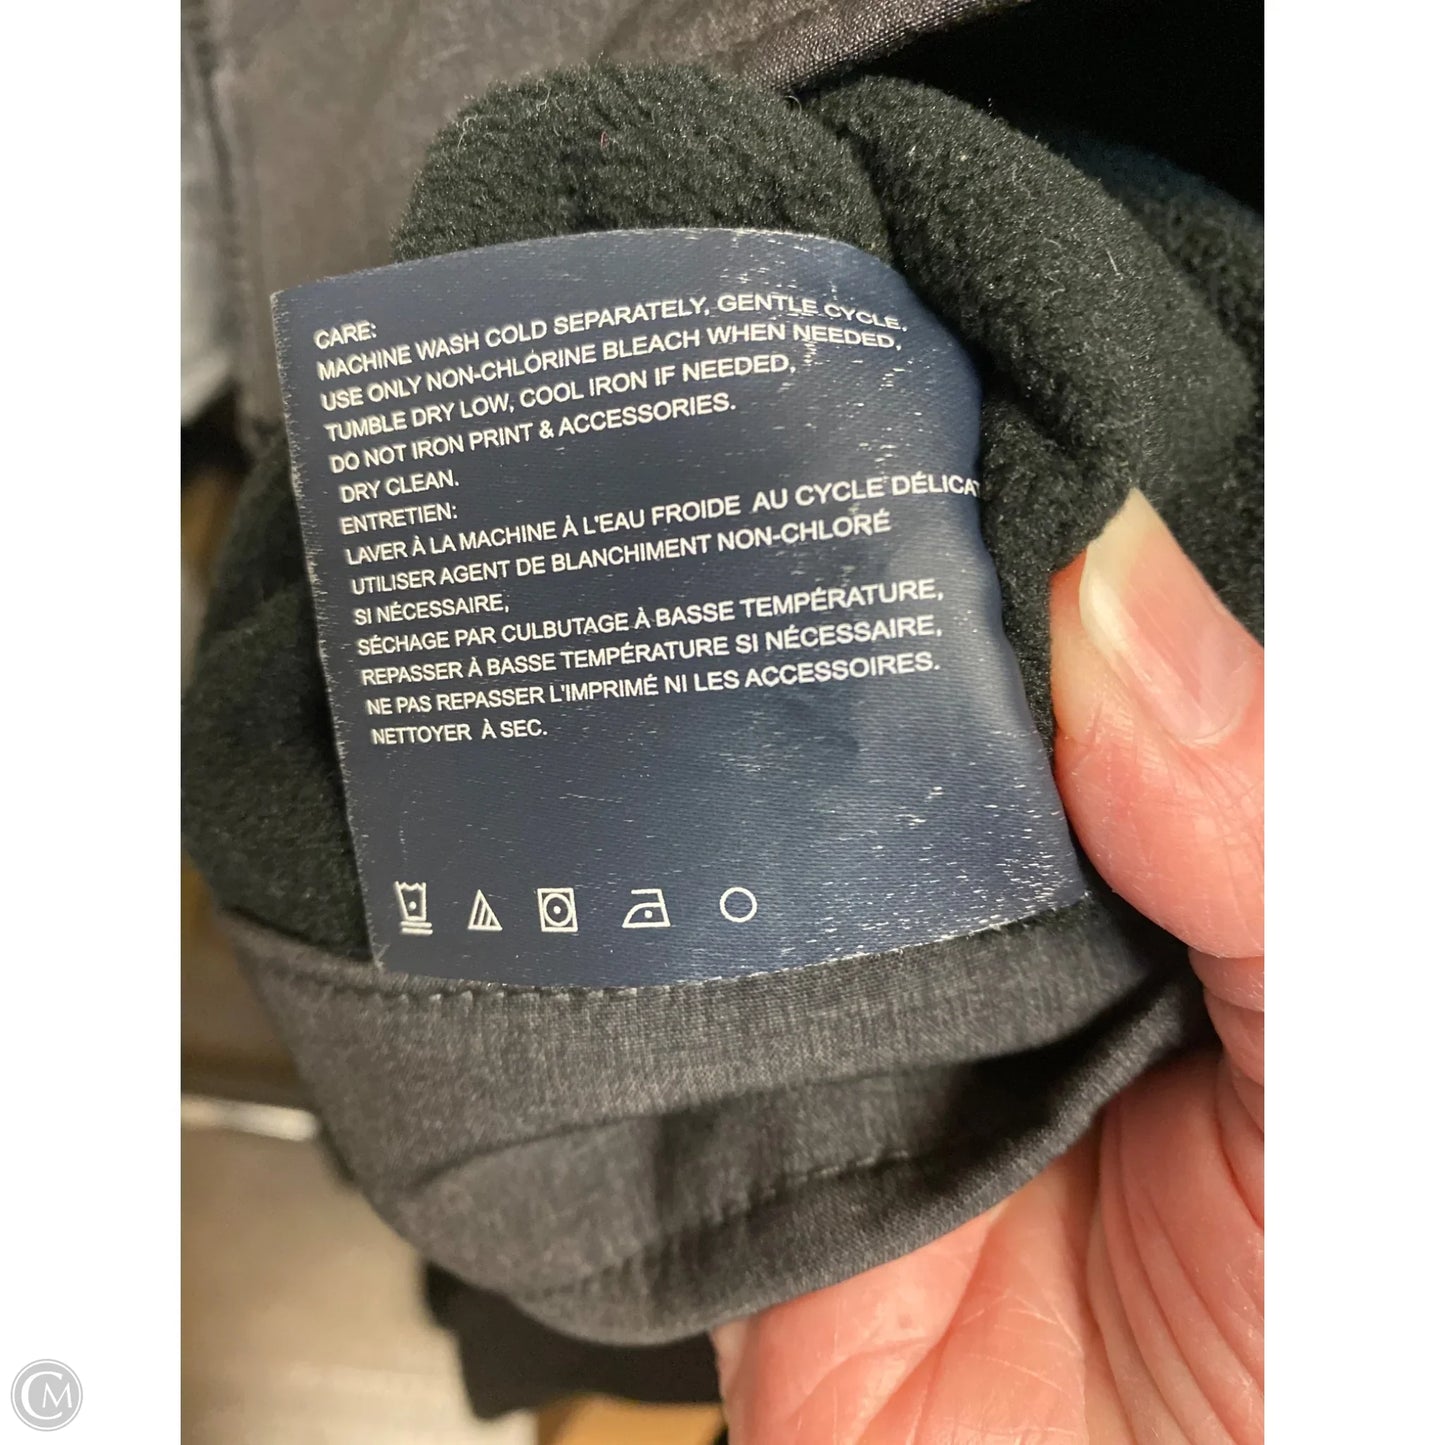 CARE:
MACHINE WASH COLD SEPARATELY, GENTLE CYCLE.
USE ONLY NON-CHLORINE BLEACH WHEN NEEDED,
TUMBLE DRY LOW, COOL IRON IF NEEDED,
DO NOT IRON PRINT & ACCESSORIES.
DRY CLEAN.
ENTRETIEN:
LAVER À LA MACHINE À L'EAU FROIDE AU CYCLE DÉLICAT
UTILISER AGENT DE BLANCHIMENT NON-CHLORÉ
SI NÉCESSAIRE,
SÉCHAGE PAR CULBUTAGE À BASSE TEMPÉRATURE,
REPASSER À BASSE TEMPÉRATURE SI NÉCESSAIRE,
NE PAS REPASSER L'IMPRIMÉ NI LES ACCESSOIRES.
NETTOYER À SEC.
CM